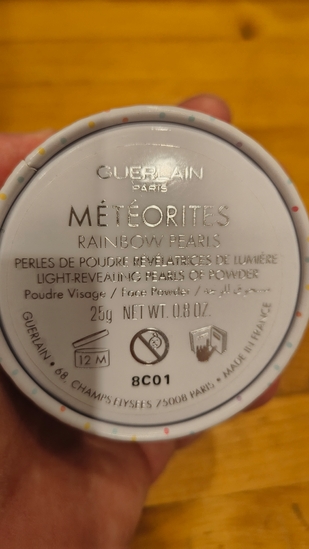 GUERLAIN
PARIS
MÉTÉORITES
RAINBOW PEARLS
PERLES DE POUDRE RÉVÉLATRICES DE LUMIÈRE
LIGHT-REVEALING PEARLS OF POWDER
Poudre Visage / Face Powder /
25g NET WT. 0.8 OZ.
12 M
8C01
GUERLAIN • 68, CHAMPS ELYSÉES 75008 PARIS • MADE IN FRANCE